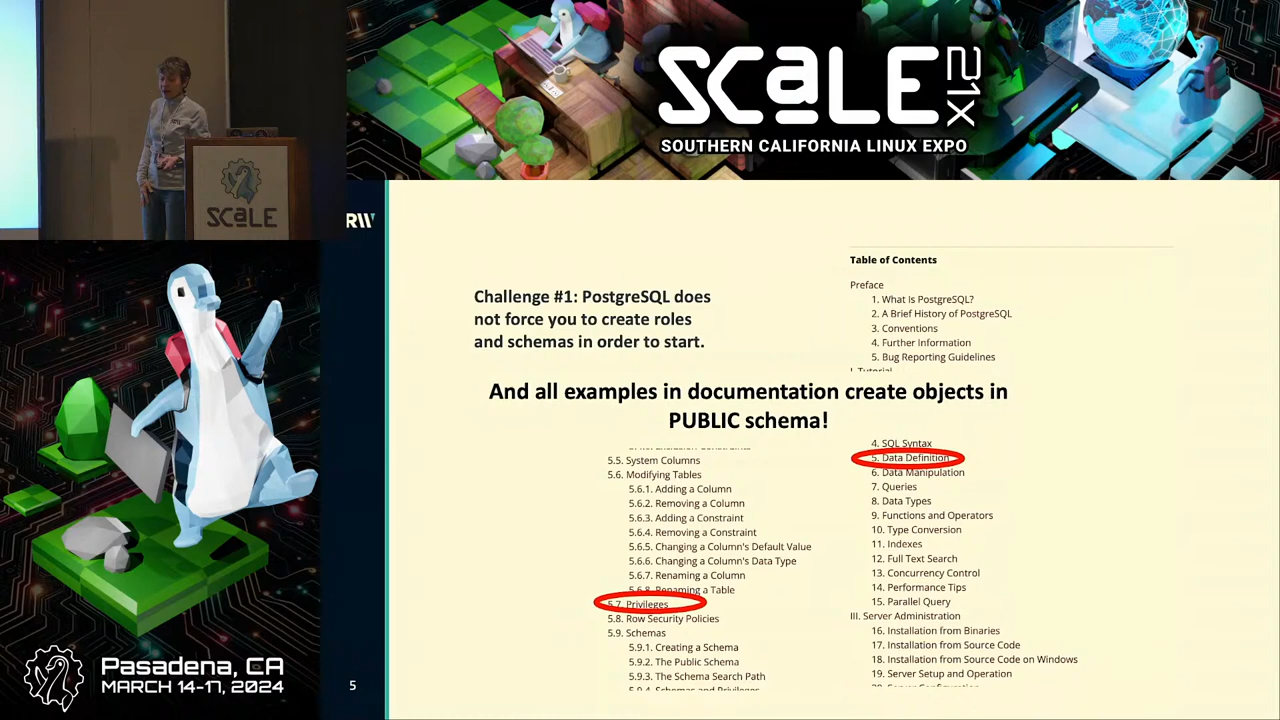 SCaLE 21X
SOUTHERN CALIFORNIA LINUX EXPO
SCaLE
RW
Challenge #1: PostgreSQL does
not force you to create roles
and schemas in order to start.
Table of Contents
Preface
1. What Is PostgreSQL?
2. A Brief History of PostgreSQL
3. Conventions
4. Further Information
5. Bug Reporting Guidelines
I. Tutorial
And all examples in documentation create objects in
PUBLIC schema!
5.5. System Columns
5.6. Modifying Tables
5.6.1. Adding a Column
5.6.2. Removing a Column
5.6.3. Adding a Constraint
5.6.4. Removing a Constraint
5.6.5. Changing a Column's Default Value
5.6.6. Changing a Column's Data Type
5.6.7. Renaming a Column
5.6.8. Renaming a Table
5.7. Privileges
5.8. Row Security Policies
5.9. Schemas
5.9.1. Creating a Schema
5.9.2. The Public Schema
5.9.3. The Schema Search Path
5.9.4. Schemas and Privileges
4. SQL Syntax
5. Data Definition
6. Data Manipulation
7. Queries
8. Data Types
9. Functions and Operators
10. Type Conversion
11. Indexes
12. Full Text Search
13. Concurrency Control
14. Performance Tips
15. Parallel Query
III. Server Administration
16. Installation from Binaries
17. Installation from Source Code
18. Installation from Source Code on Windows
19. Server Setup and Operation
20. Server Configuration
Pasadena, CA
MARCH 14-17, 2024
5